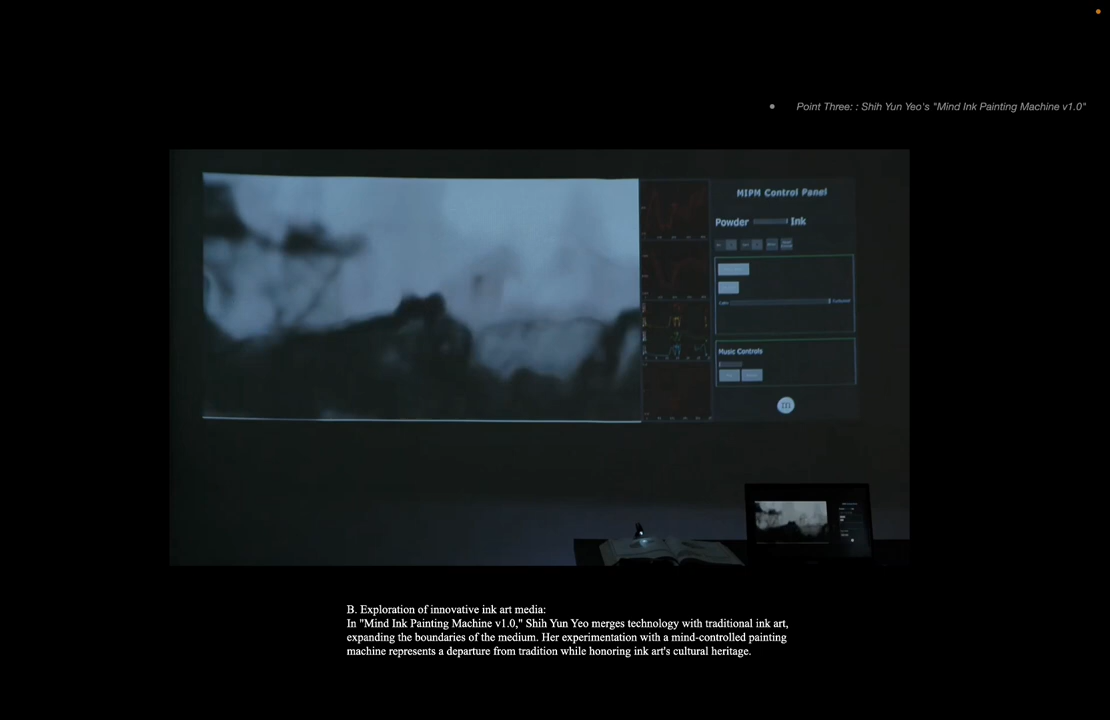 Point Three: : Shih Yun Yeo's "Mind Ink Painting Machine v1.0"
MIPM Control Panel
Powder Ink
Calm
Music Controls
m
B. Exploration of innovative ink art media:
In "Mind Ink Painting Machine v1.0," Shih Yun Yeo merges technology with traditional ink art,
expanding the boundaries of the medium. Her experimentation with a mind-controlled painting
machine represents a departure from tradition while honoring ink art's cultural heritage.